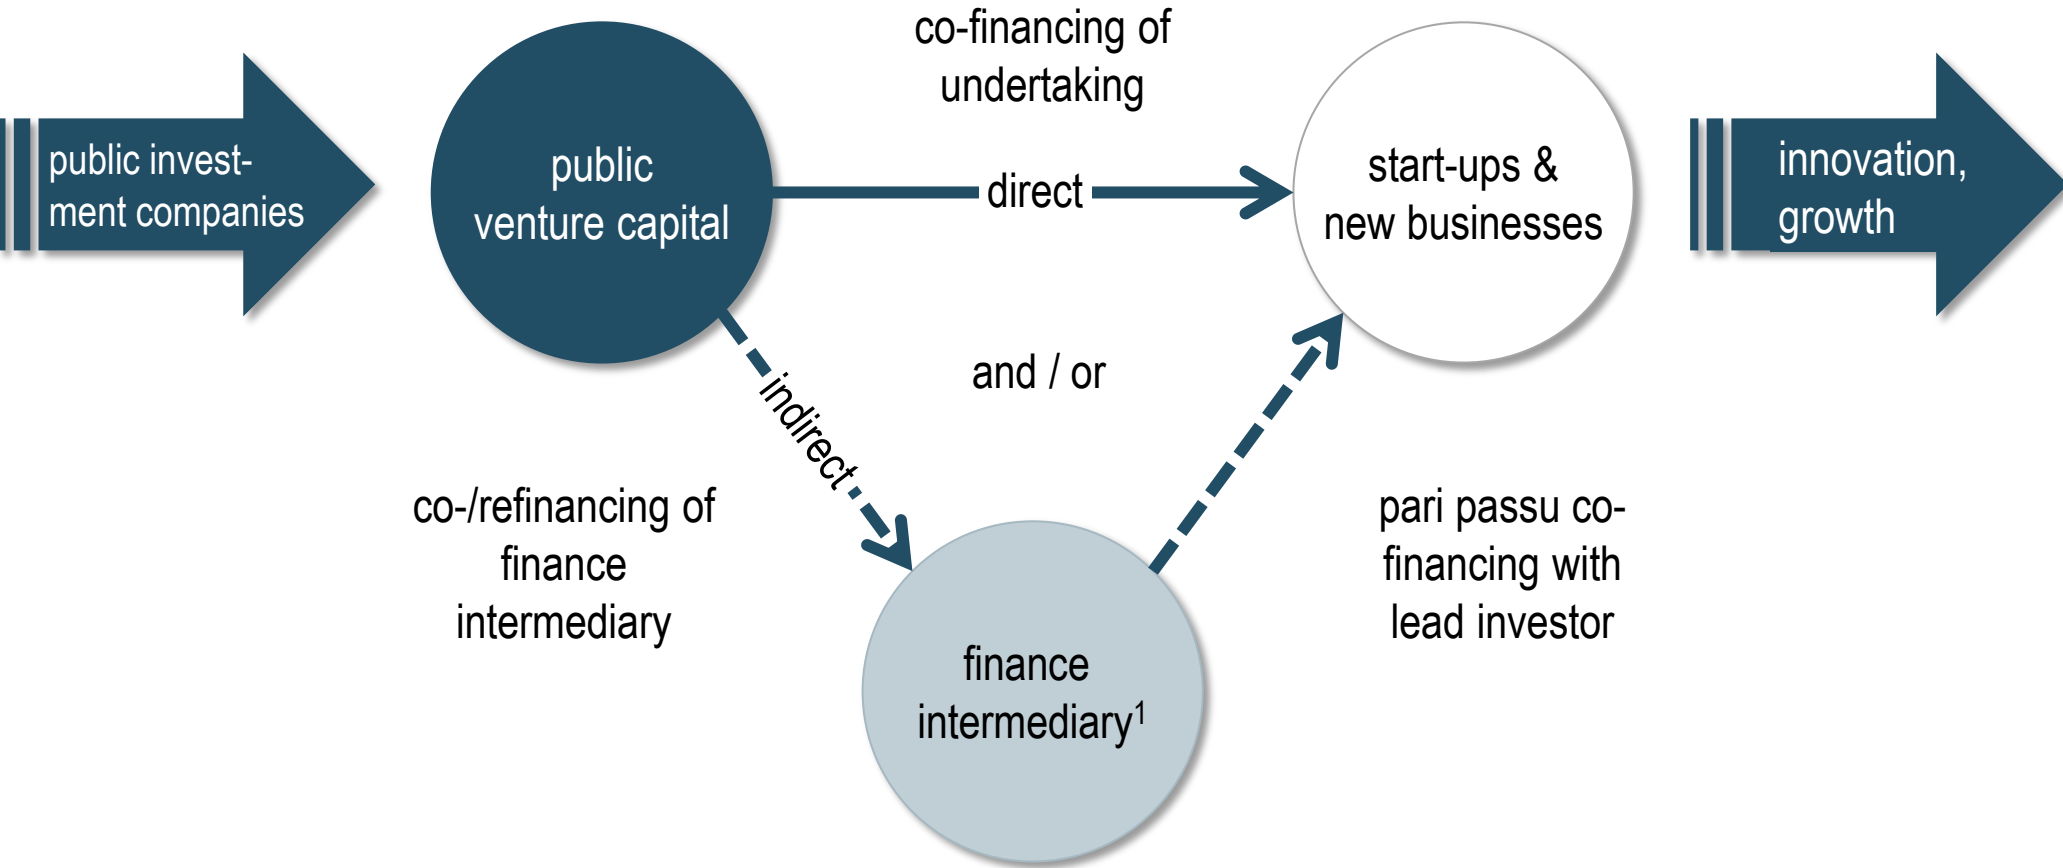 public invest-
ment companies
public
venture capital
co-financing of
undertaking
direct
start-ups &
new businesses
innovation,
growth
and / or
indirect
co-/refinancing of
finance
intermediary
pari passu co-
financing with
lead investor
finance
intermediary¹